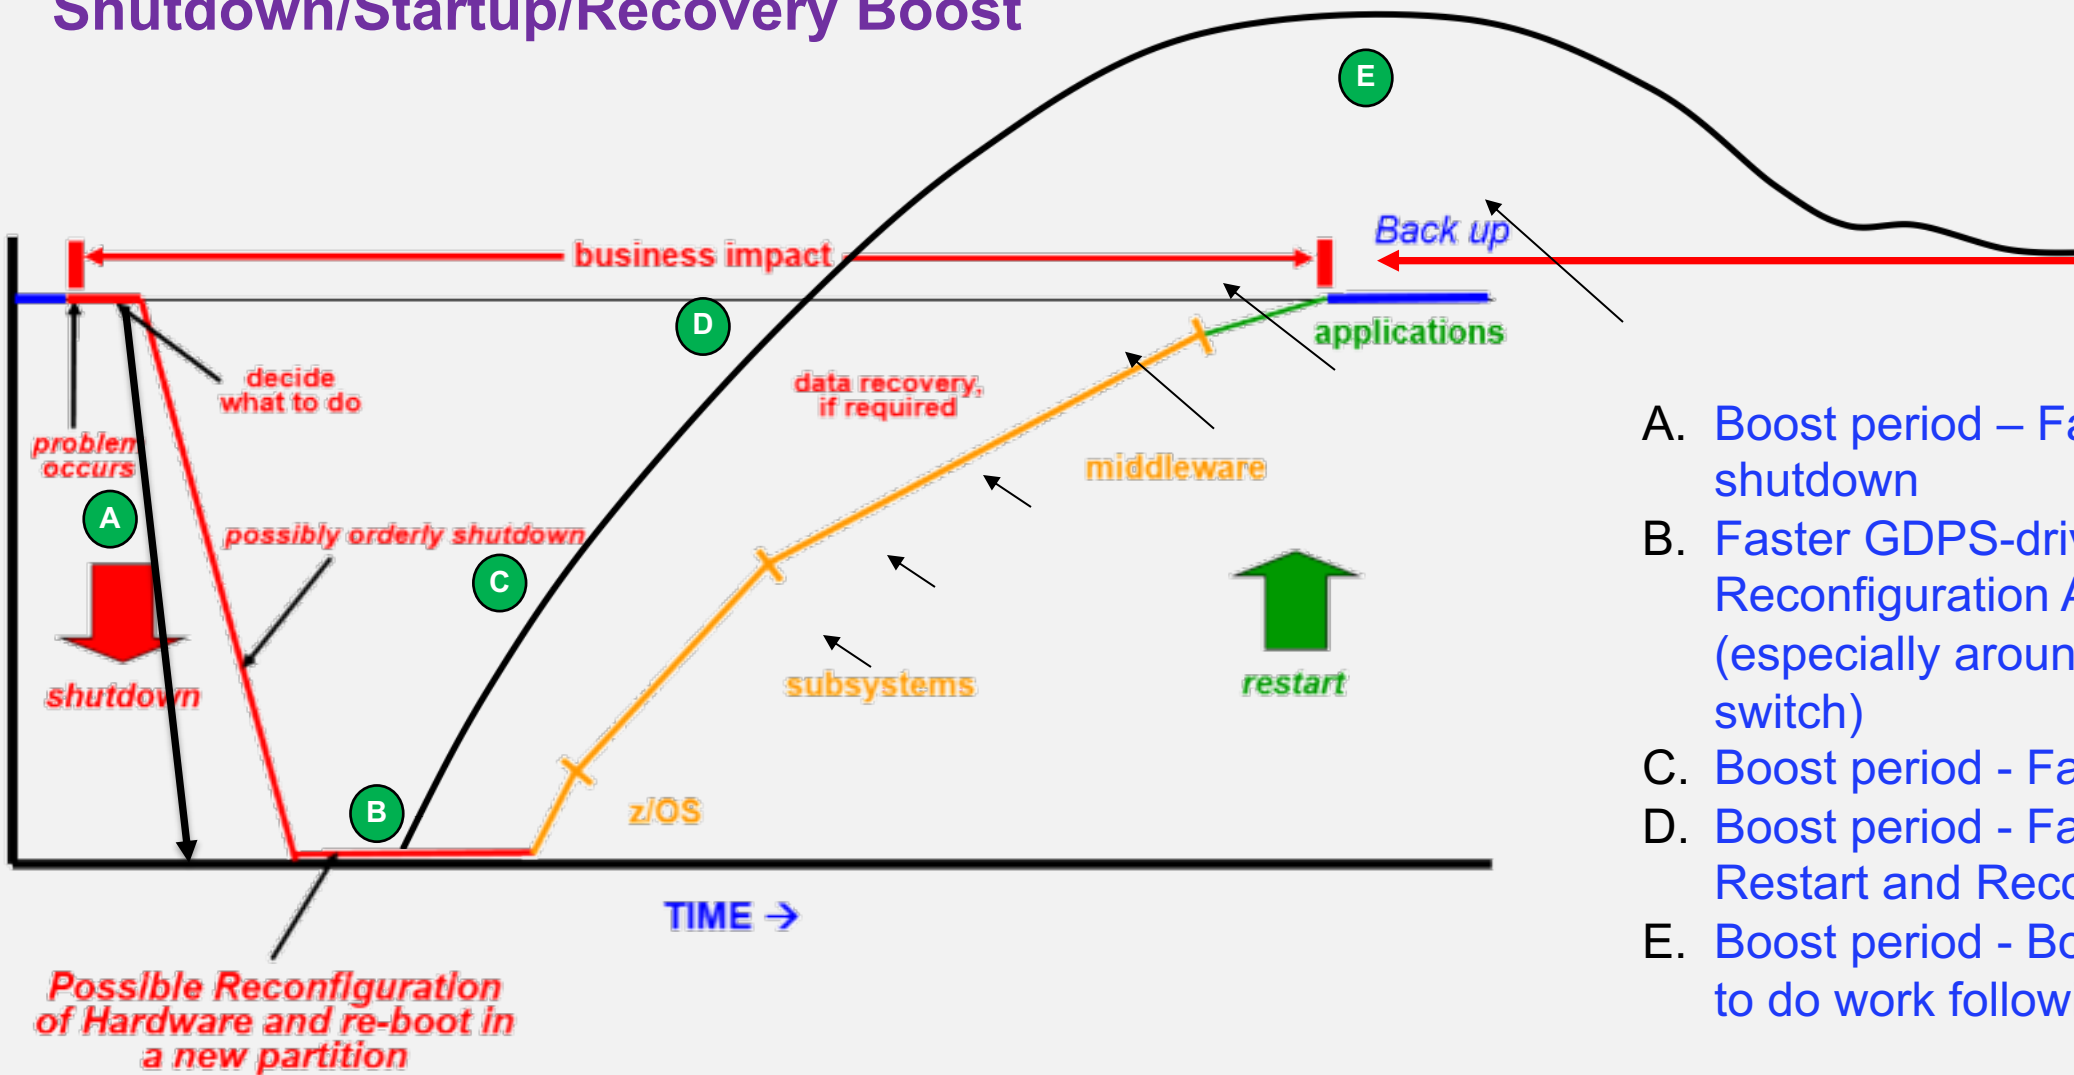 Shutdown/Startup/Recovery Boost
E
Back up
business impact
D
applications
decide
what to do
data recovery,
if required
problem
occurs
middleware
A
possibly orderly shutdown
C
shutdown
subsystems
restart
B
z/OS
TIME →
Possible Reconfiguration
of Hardware and re-boot in
a new partition
A. Boost period – Fa
shutdown
B. Faster GDPS-driv
Reconfiguration A
(especially aroun
switch)
C. Boost period - Fa
D. Boost period - Fa
Restart and Reco
E. Boost period - Bo
to do work follow